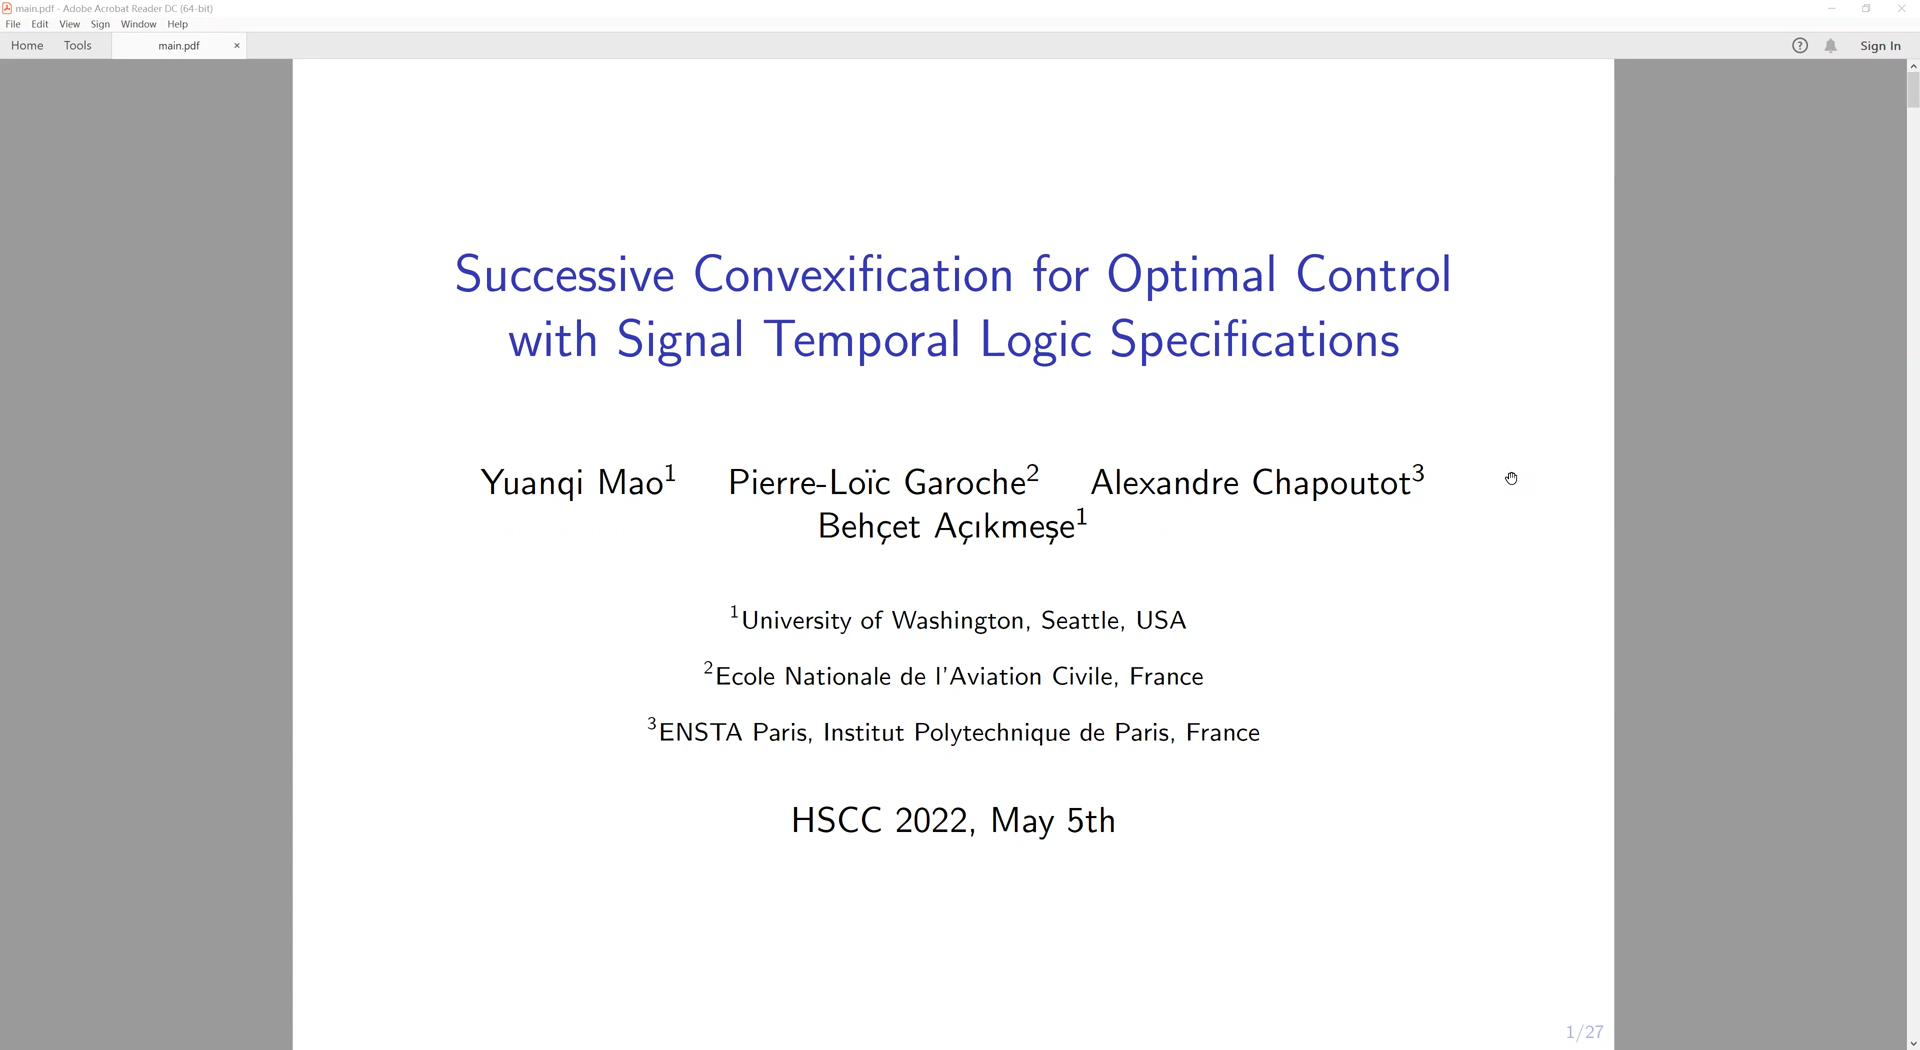 main.pdf - Adobe Acrobat Reader DC (64-bit)
File Edit View Sign Window Help
Home Tools main.pdf × ? Sign In
Successive Convexification for Optimal Control
with Signal Temporal Logic Specifications
Yuanqi Mao¹ Pierre-Loïc Garoche² Alexandre Chapoutot³
Behçet Açıkmeşe¹
¹University of Washington, Seattle, USA
²Ecole Nationale de l'Aviation Civile, France
³ENSTA Paris, Institut Polytechnique de Paris, France
HSCC 2022, May 5th
1/27